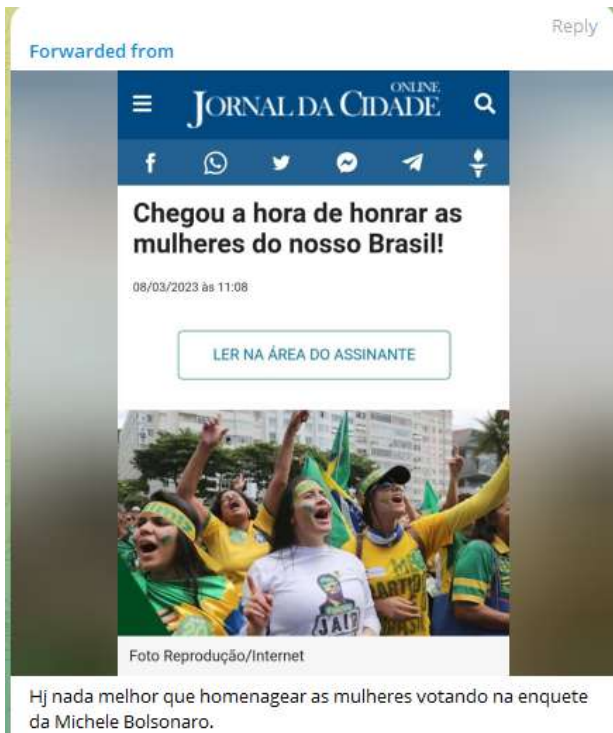 Reply
Forwarded from
JORNAL DA CIDADE
ONLINE
Chegou a hora de honrar as
mulheres do nosso Brasil!
08/03/2023 às 11:08
LER NA ÁREA DO ASSINANTE
JAIR
Foto Reprodução/Internet
Hj nada melhor que homenagear as mulheres votando na enquete
da Michele Bolsonaro.